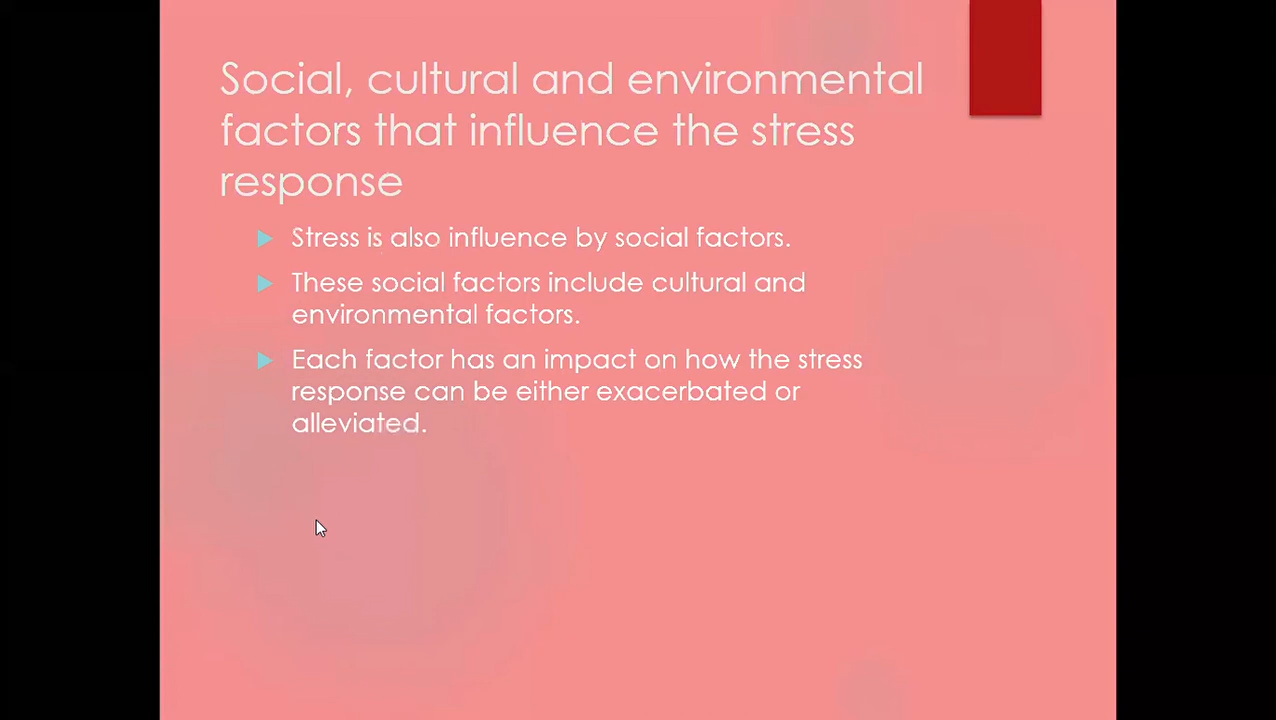 Social, cultural and environmental
factors that influence the stress
response
Stress is also influence by social factors.
These social factors include cultural and
environmental factors.
Each factor has an impact on how the stress
response can be either exacerbated or
alleviated.